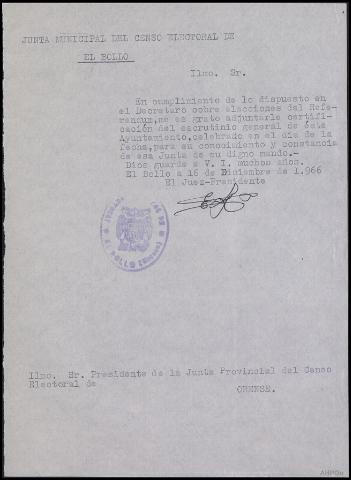 JUNTA MUNICIPAL DEL CENSO ELECTORAL DE
EL BOLLO
Ilmo. Sr.
En cumplimiento de lo dispuesto en
el Decretaro sobre elecciones del Refe-
rendum, me es grato adjuntarle certifi-
cación del escrutinio general de este
Ayuntamiento, celebrado en el día de la
fecha, para su conocimiento y constancia
de esa Junta de su digno mando.-
Dios guarde a V. I. muchos años.
El Bollo a 16 de Diciembre de 1.966
El Juez-Presidente
EL BOLLO (Orense)
Ilmo. Sr. Presidente de la Junta Provincial del Censo
Electoral de
ORENSE.
AHPOu